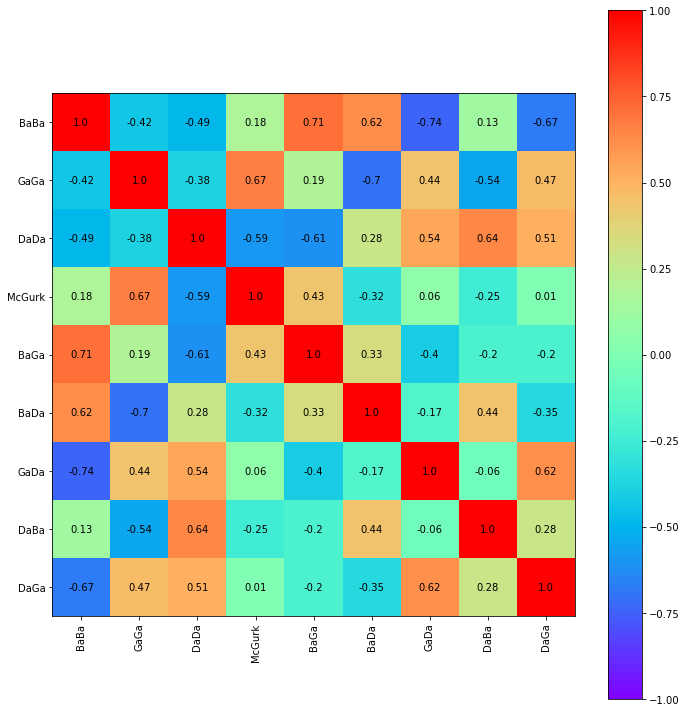 BaBa 1.0 -0.42 -0.49 0.18 0.71 0.62 -0.74 0.13 -0.67
GaGa -0.42 1.0 -0.38 0.67 0.19 -0.7 0.44 -0.54 0.47
DaDa -0.49 -0.38 1.0 -0.59 -0.61 0.28 0.54 0.64 0.51
McGurk 0.18 0.67 -0.59 1.0 0.43 -0.32 0.06 -0.25 0.01
BaGa 0.71 0.19 -0.61 0.43 1.0 0.33 -0.4 -0.2 -0.2
BaDa 0.62 -0.7 0.28 -0.32 0.33 1.0 -0.17 0.44 -0.35
GaDa -0.74 0.44 0.54 0.06 -0.4 -0.17 1.0 -0.06 0.62
DaBa 0.13 -0.54 0.64 -0.25 -0.2 0.44 -0.06 1.0 0.28
DaGa -0.67 0.47 0.51 0.01 -0.2 -0.35 0.62 0.28 1.0
BaBa GaGa DaDa McGurk BaGa BaDa GaDa DaBa DaGa
1.00
0.75
0.50
0.25
0.00
−0.25
−0.50
−0.75
−1.00